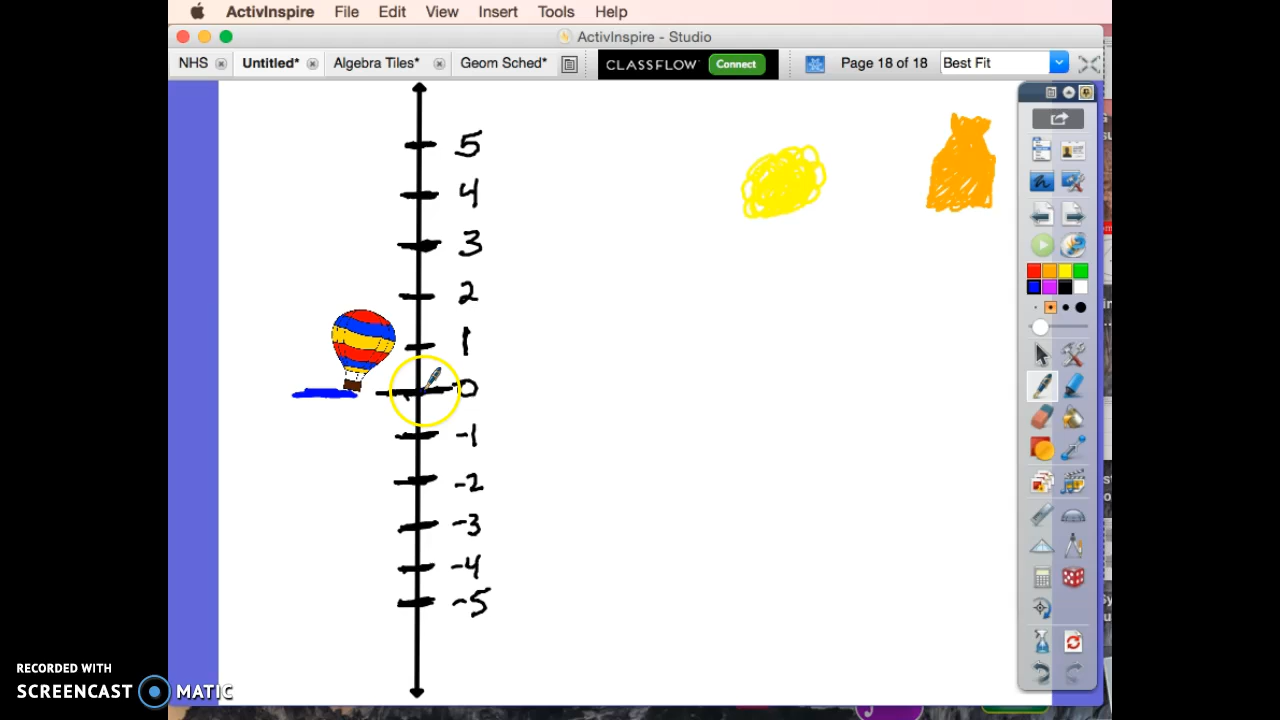 ActivInspire File Edit View Insert Tools Help
ActivInspire - Studio
NHS Untitled* Algebra Tiles* Geom Sched* CLASSFLOW Connect Page 18 of 18 Best Fit
5
4
3
2
1
0
-1
-2
-3
-4
-5
RECORDED WITH
SCREENCAST MATIC